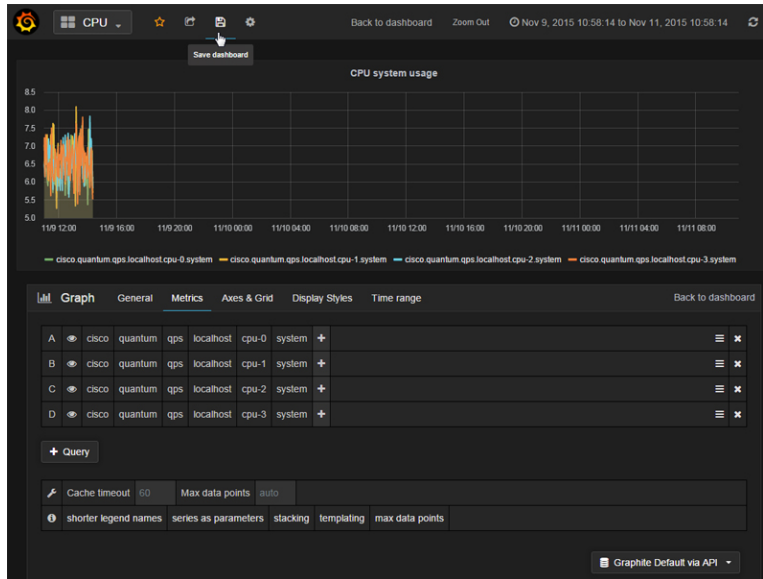 CPU
Back to dashboard Zoom Out Nov 9, 2015 10:58:14 to Nov 11, 2015 10:58:14
Save dashboard
CPU system usage
8.5
8.0
7.5
7.0
6.5
6.0
5.5
5.0
11/9 12:00 11/9 16:00 11/9 20:00 11/10 00:00 11/10 04:00 11/10 08:00 11/10 12:00 11/10 16:00 11/10 20:00 11/11 00:00 11/11 04:00 11/11 08:00
cisco.quantum.qps.localhost.cpu-0.system cisco.quantum.qps.localhost.cpu-1.system cisco.quantum.qps.localhost.cpu-2.system cisco.quantum.qps.localhost.cpu-3.system
Graph General Metrics Axes & Grid Display Styles Time range Back to dashboard
A cisco quantum qps localhost cpu-0 system +
B cisco quantum qps localhost cpu-1 system +
C cisco quantum qps localhost cpu-2 system +
D cisco quantum qps localhost cpu-3 system +
+ Query
Cache timeout 60 Max data points auto
shorter legend names series as parameters stacking templating max data points
Graphite Default via API